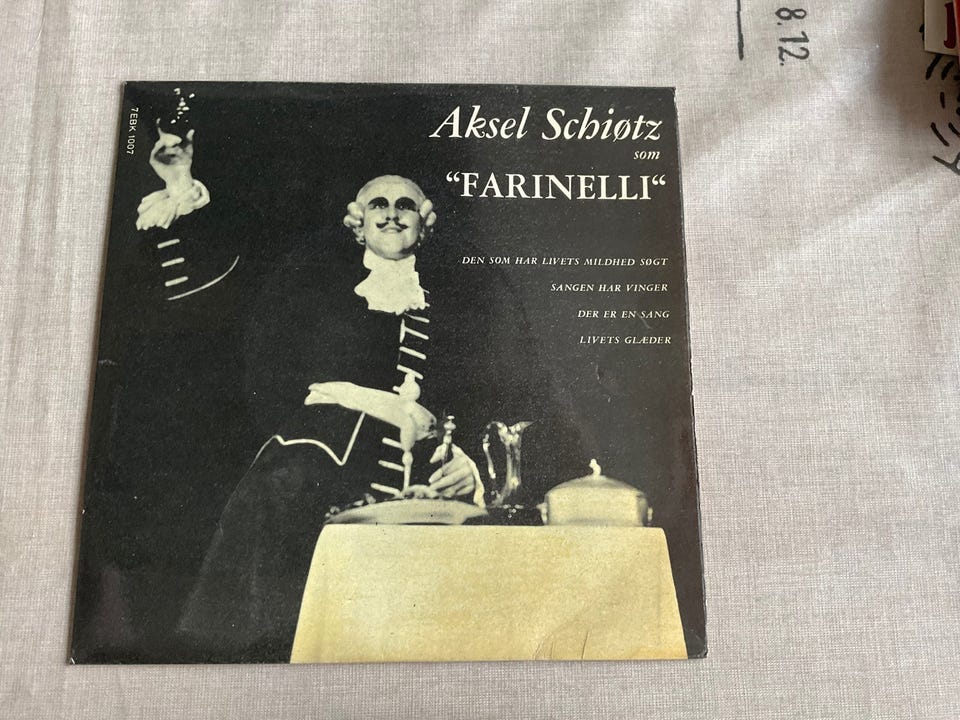 7EBK 1007
Aksel Schiøtz
som
“FARINELLI“
DEN SOM HAR LIVETS MILDHED SØGT
SANGEN HAR VINGER
DER ER EN SANG
LIVETS GLÆDER
8.12.